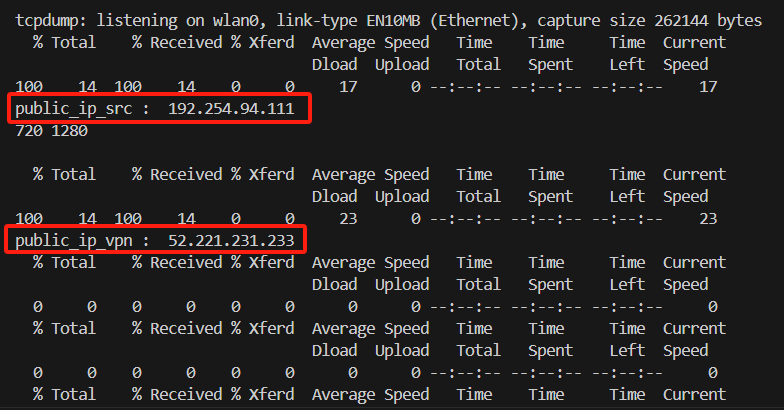 tcpdump: listening on wlan0, link-type EN10MB (Ethernet), capture size 262144 bytes
% Total % Received % Xferd Average Speed Time Time Time Current
Dload Upload Total Spent Left Speed
100 14 100 14 0 0 17 0 --:--:-- --:--:-- --:--:-- 17
public_ip_src : 192.254.94.111
720 1280
% Total % Received % Xferd Average Speed Time Time Time Current
Dload Upload Total Spent Left Speed
100 14 100 14 0 0 23 0 --:--:-- --:--:-- --:--:-- 23
public_ip_vpn : 52.221.231.233
% Total % Received % Xferd Average Speed Time Time Time Current
Dload Upload Total Spent Left Speed
0 0 0 0 0 0 0 0 --:--:-- --:--:-- --:--:-- 0
% Total % Received % Xferd Average Speed Time Time Time Current
Dload Upload Total Spent Left Speed
0 0 0 0 0 0 0 0 --:--:-- --:--:-- --:--:-- 0
% Total % Received % Xferd Average Speed Time Time Time Current